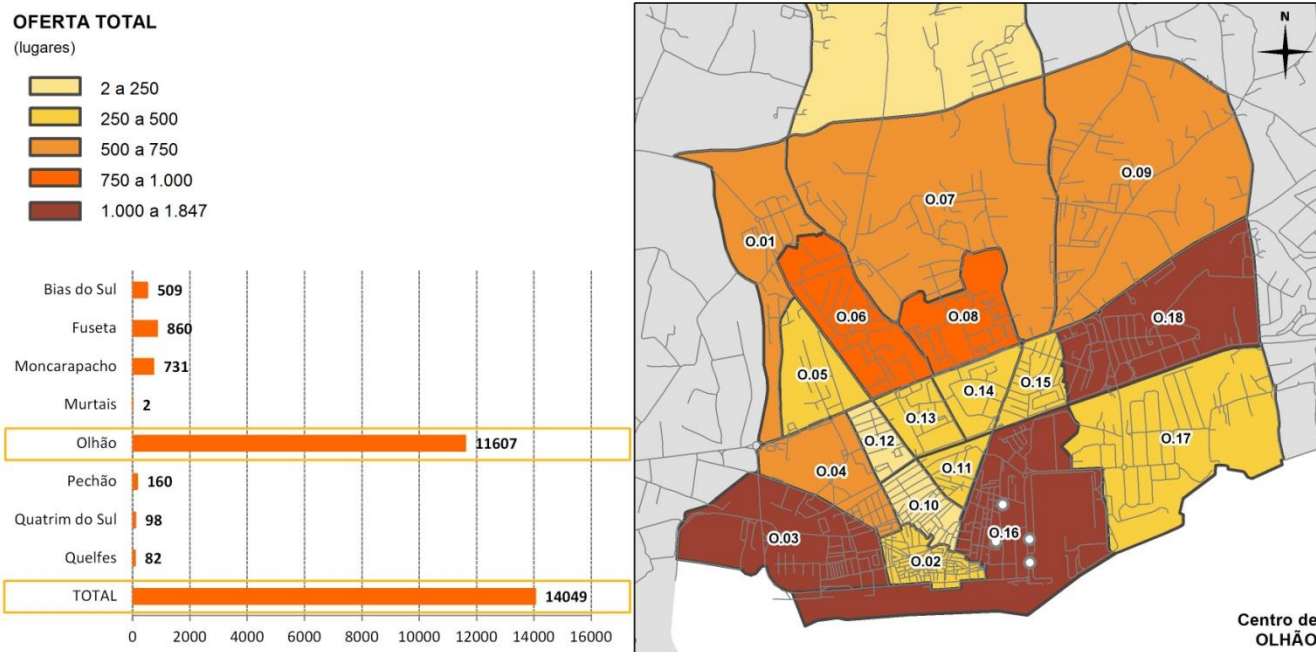 OFERTA TOTAL
(lugares)
2 a 250
250 a 500
500 a 750
750 a 1.000
1.000 a 1.847
Bias do Sul 509
Fuseta 860
Moncarapacho 731
Murtais 2
Olhão 11607
Pechão 160
Quatrim do Sul 98
Quelfes 82
TOTAL 14049
0 2000 4000 6000 8000 10000 12000 14000 16000
N
O.09
O.07
O.01
O.06
O.08
O.18
O.05
O.14
O.15
O.13
O.12
O.17
O.04
O.11
O.10
O.16
O.03
O.02
Centro de
OLHÃO